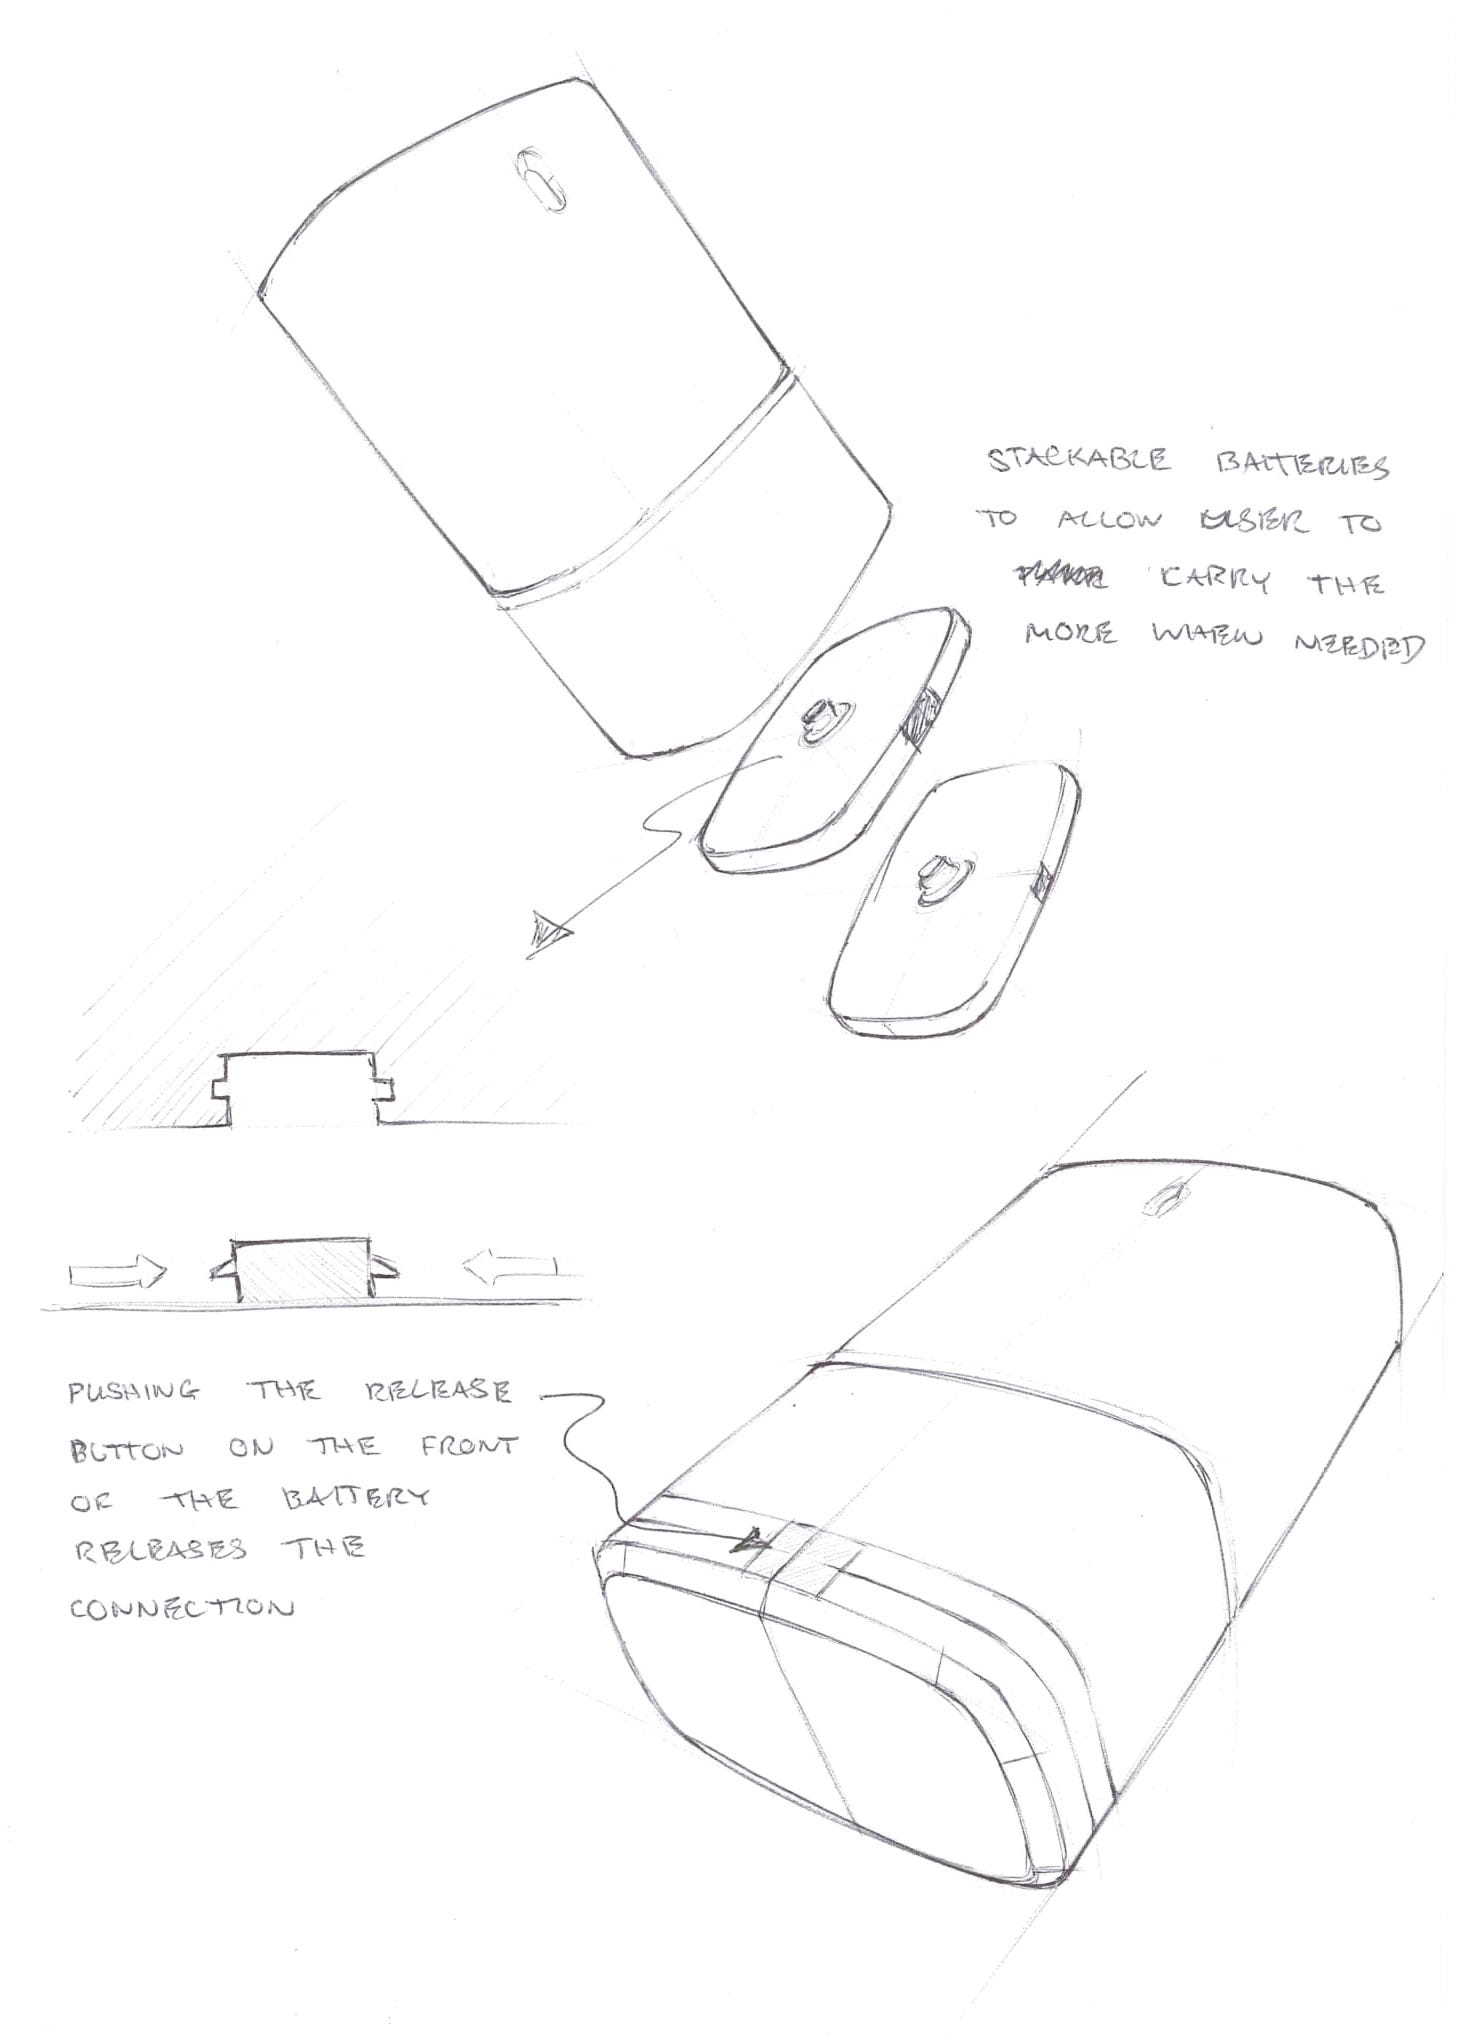 STACKABLE BATTERIES
TO ALLOW USER TO
CARRY THE
MORE WHEN NEEDED
PUSHING THE RELEASE
BUTTON ON THE FRONT
OF THE BATTERY
RELEASES THE
CONNECTION